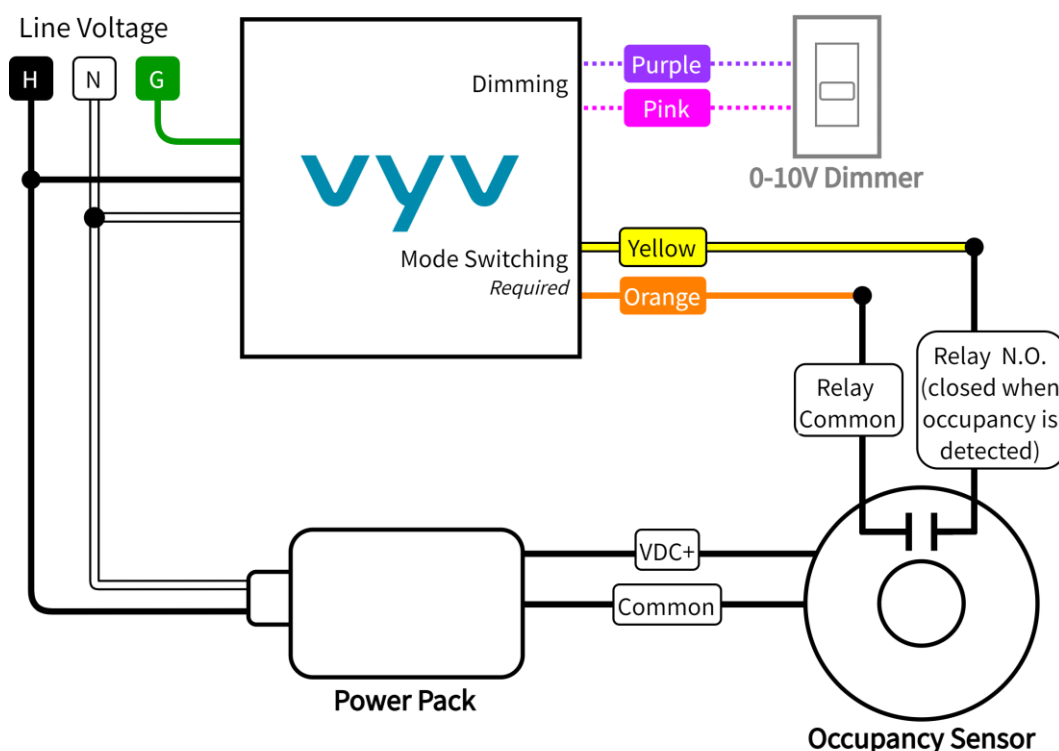 Line Voltage
H
N
G
Dimming
Purple
Pink
0-10V Dimmer
vyv
Mode Switching
Required
Yellow
Orange
Relay
Common
Relay N.O.
(closed when
occupancy is
detected)
VDC+
Common
Power Pack
Occupancy Sensor